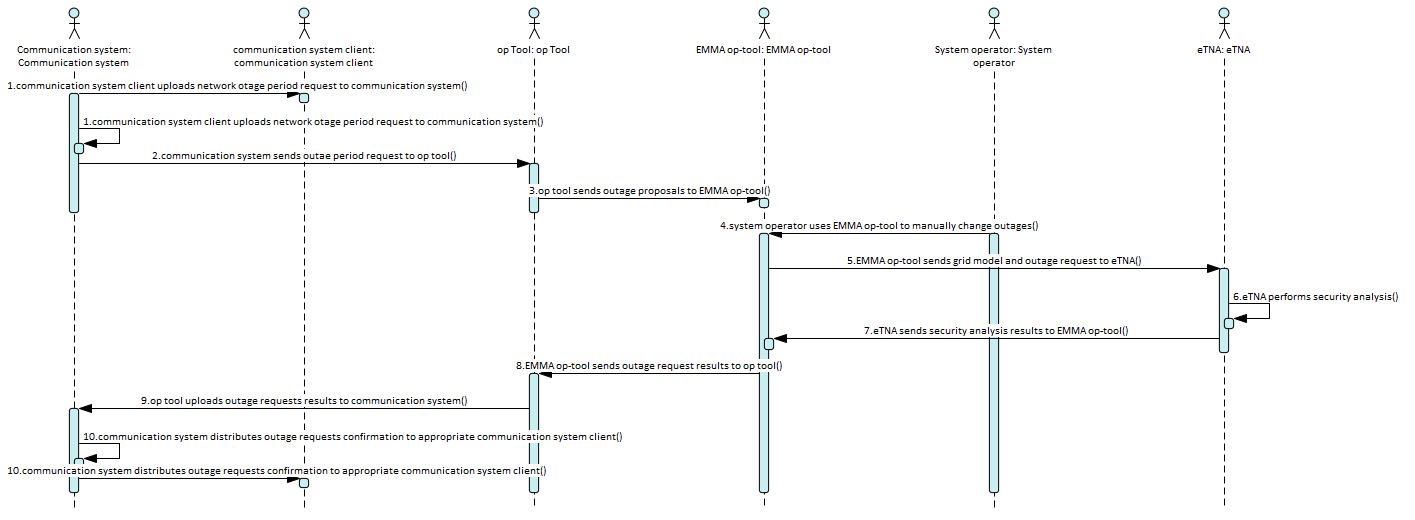 Communication system:
Communication system
communication system client:
communication system client
op Tool: op Tool
EMMA op-tool: EMMA op-tool
System operator: System
operator
eTNA: eTNA
1.communication system client uploads network otage period request to communication system()
1.communication system client uploads network otage period request to communication system()
2.communication system sends outae period request to op tool()
3.op tool sends outage proposals to EMMA op-tool()
4.system operator uses EMMA op-tool to manually change outages()
5.EMMA op-tool sends grid model and outage request to eTNA()
6.eTNA performs security analysis()
7.eTNA sends security analysis results to EMMA op-tool()
8.EMMA op-tool sends outage request results to op tool()
9.op tool uploads outage requests results to communication system()
10.communication system distributes outage requests confirmation to appropriate communication system client()
10.communication system distributes outage requests confirmation to appropriate communication system client()